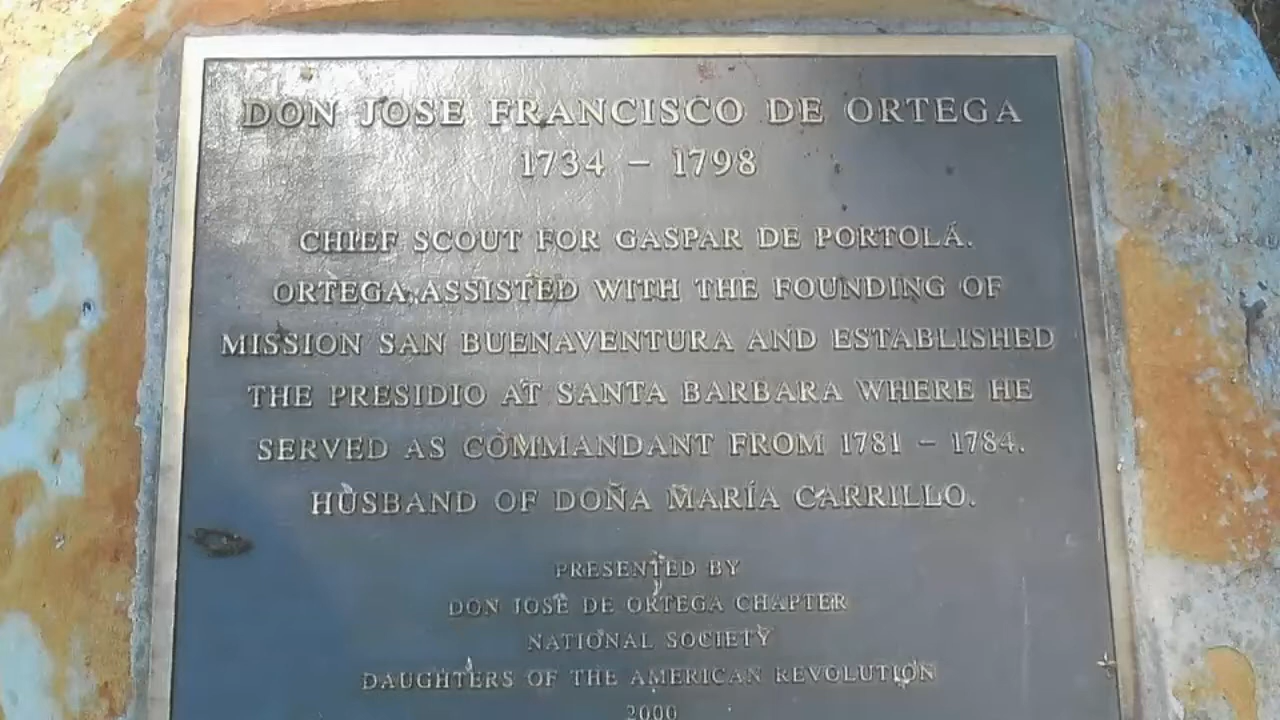 DON JOSE FRANCISCO DE ORTEGA
1734 – 1798
CHIEF SCOUT FOR GASPAR DE PORTOLÁ.
ORTEGA ASSISTED WITH THE FOUNDING OF
MISSION SAN BUENAVENTURA AND ESTABLISHED
THE PRESIDIO AT SANTA BARBARA WHERE HE
SERVED AS COMMANDANT FROM 1781 – 1784.
HUSBAND OF DOÑA MARÍA CARRILLO.
PRESENTED BY
DON JOSE DE ORTEGA CHAPTER
NATIONAL SOCIETY
DAUGHTERS OF THE AMERICAN REVOLUTION
2000